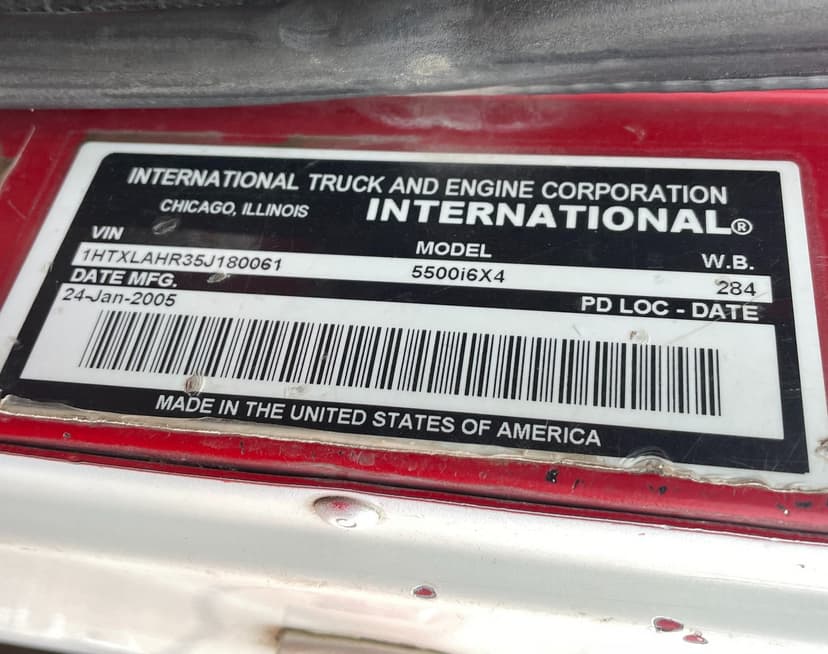 INTERNATIONAL TRUCK AND ENGINE CORPORATION
CHICAGO, ILLINOIS INTERNATIONAL®
VIN MODEL W.B.
1HTXLAHR35J180061 5500i6X4 284
DATE MFG. PD LOC - DATE
24-Jan-2005
MADE IN THE UNITED STATES OF AMERICA